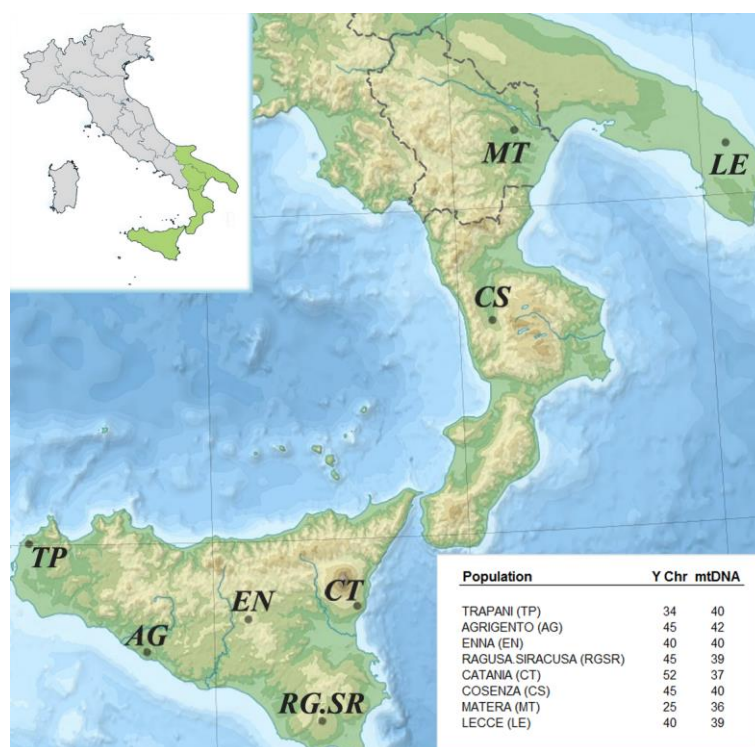 MT
LE
CS
TP
EN
CT
AG
RG.SR
Population Y Chr mtDNA
TRAPANI (TP) 34 40
AGRIGENTO (AG) 45 42
ENNA (EN) 40 40
RAGUSA.SIRACUSA (RGSR) 45 39
CATANIA (CT) 52 37
COSENZA (CS) 45 40
MATERA (MT) 25 36
LECCE (LE) 40 39